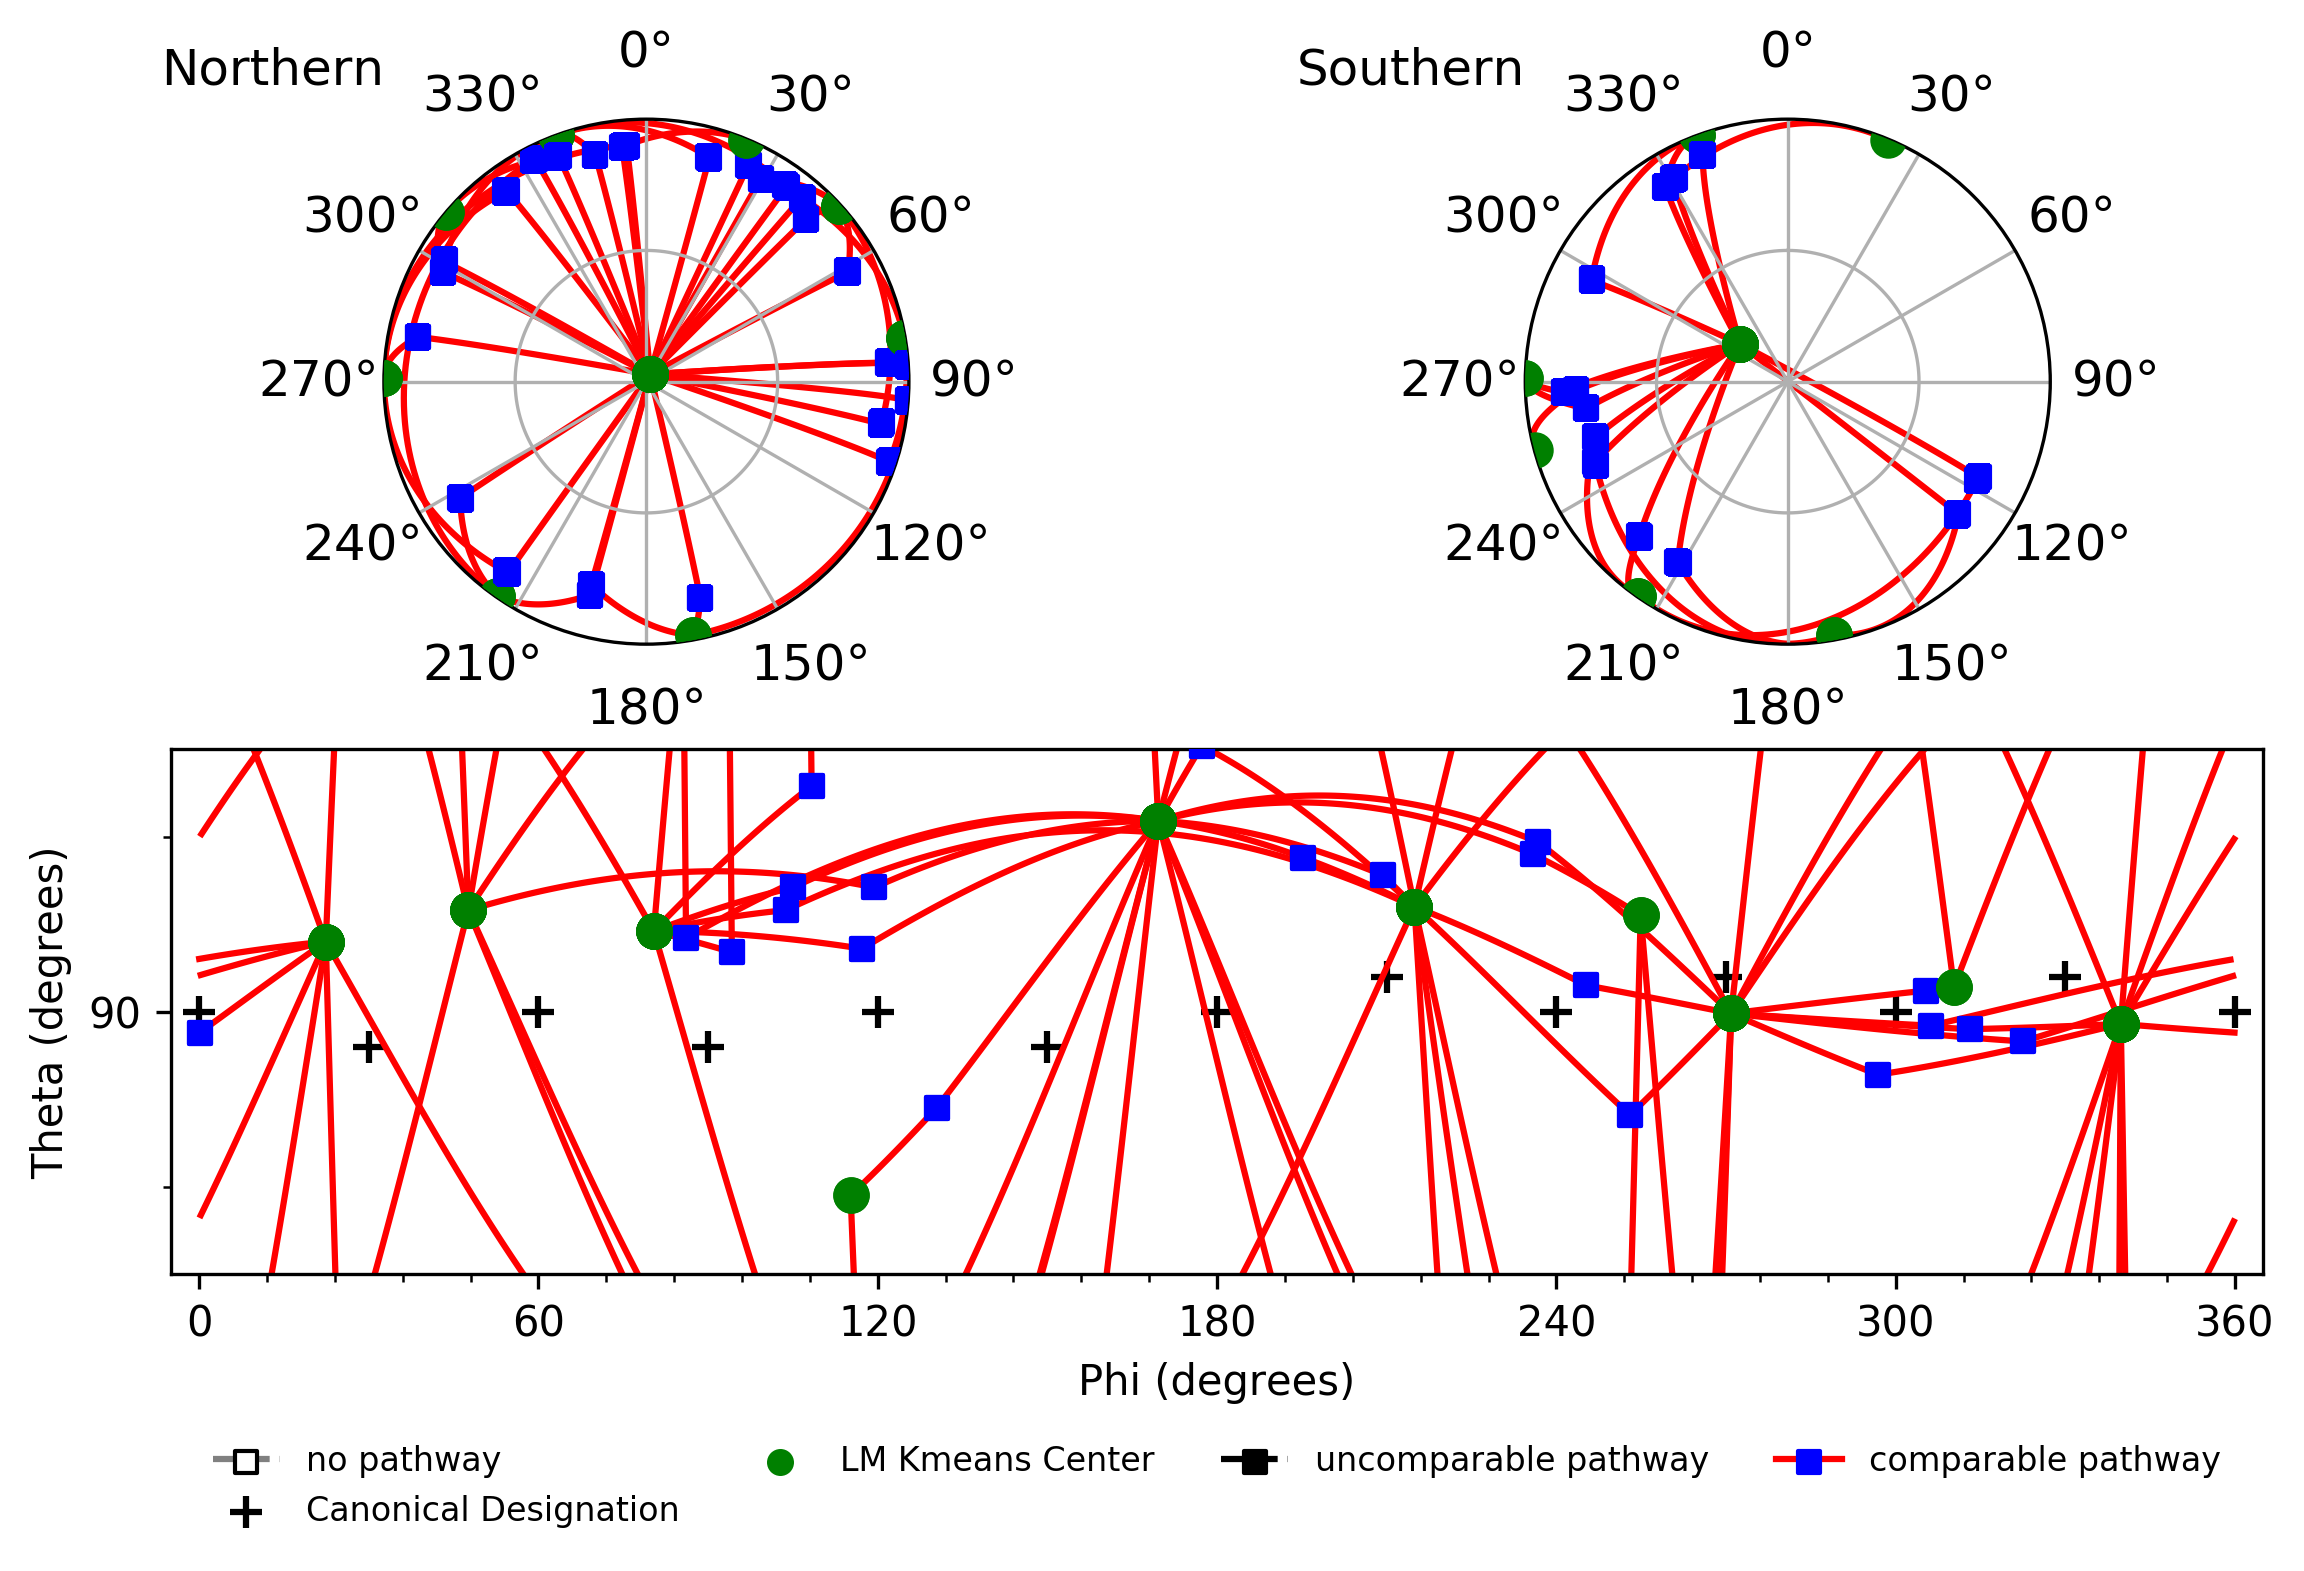 Northern
0°
30°
60°
90°
120°
150°
180°
210°
240°
270°
300°
330°
Southern
0°
30°
60°
90°
120°
150°
180°
210°
240°
270°
300°
330°
Theta (degrees)
90
0 60 120 180 240 300 360
Phi (degrees)
no pathway
Canonical Designation
LM Kmeans Center
uncomparable pathway
comparable pathway